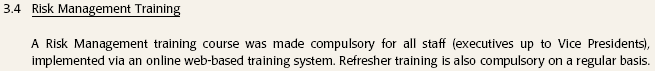 3.4 Risk Management Training
A Risk Management training course was made compulsory for all staff (executives up to Vice Presidents),
implemented via an online web-based training system. Refresher training is also compulsory on a regular basis.